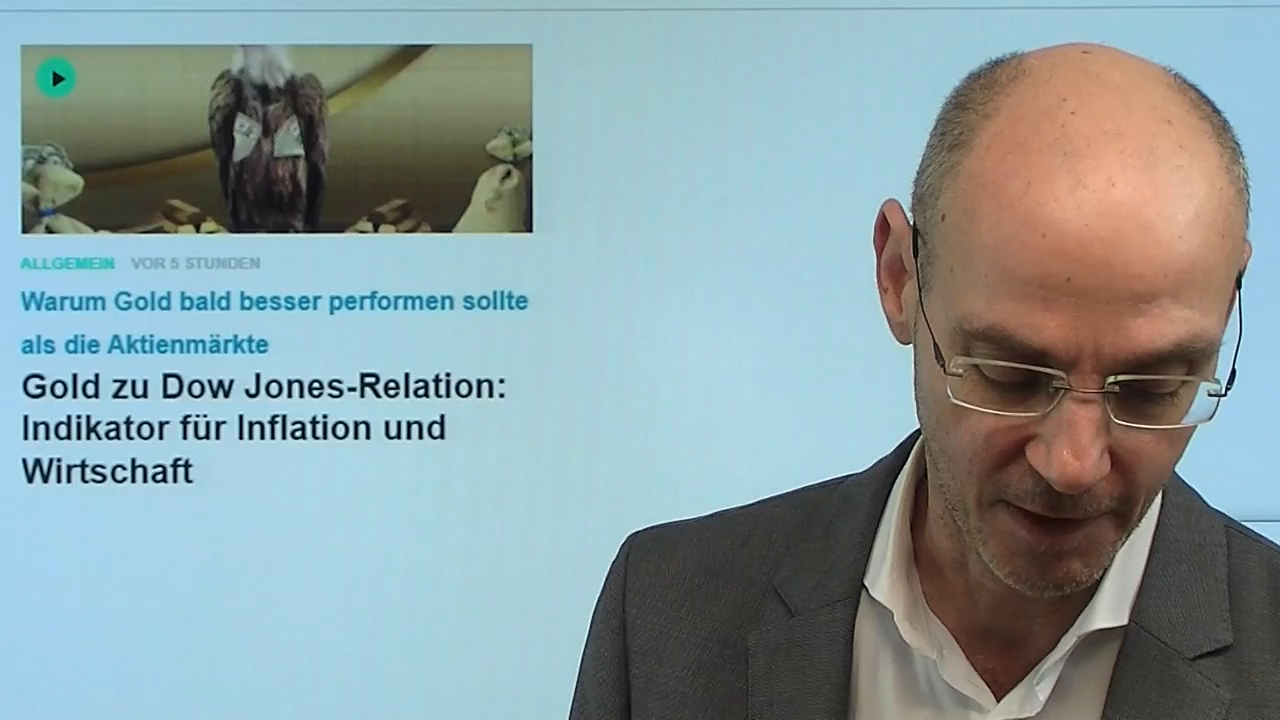 ALLGEMEIN VOR 5 STUNDEN
Warum Gold bald besser performen sollte
als die Aktienmärkte
Gold zu Dow Jones-Relation:
Indikator für Inflation und
Wirtschaft